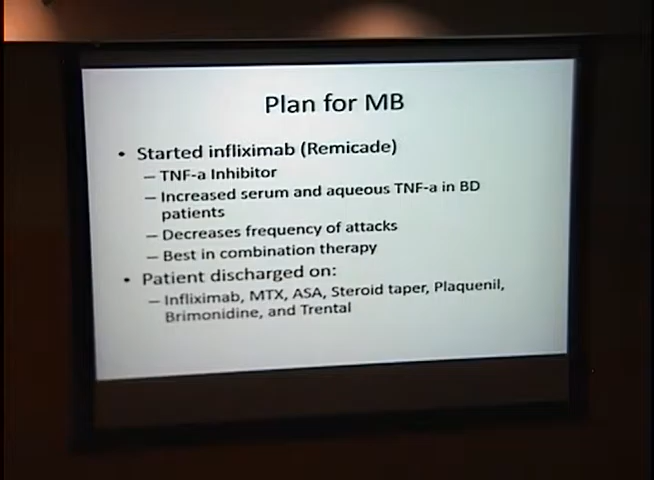 Plan for MB
• Started infliximab (Remicade)
– TNF-a Inhibitor
– Increased serum and aqueous TNF-a in BD
patients
– Decreases frequency of attacks
– Best in combination therapy
• Patient discharged on:
– Infliximab, MTX, ASA, Steroid taper, Plaquenil,
Brimonidine, and Trental